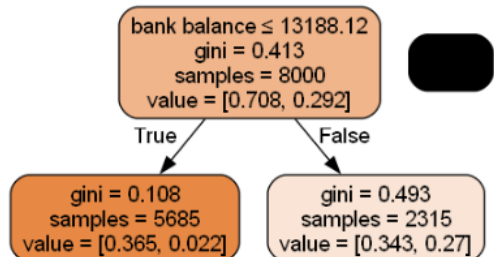 bank balance ≤ 13188.12
gini = 0.413
samples = 8000
value = [0.708, 0.292]
True
False
gini = 0.108
samples = 5685
value = [0.365, 0.022]
gini = 0.493
samples = 2315
value = [0.343, 0.27]